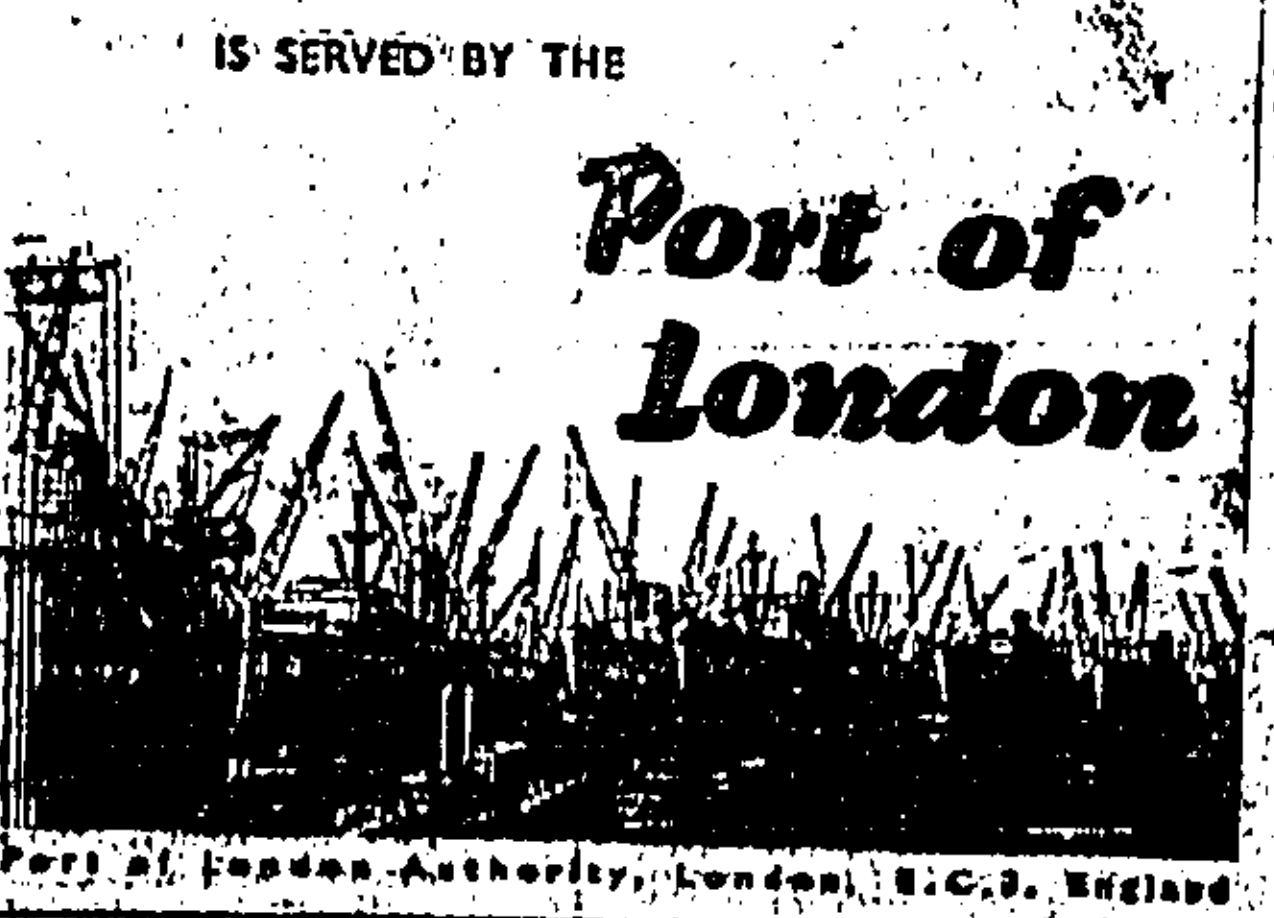 IS SERVED BY THE
Port of
London
Port of London Authority, London, E.C.3. England